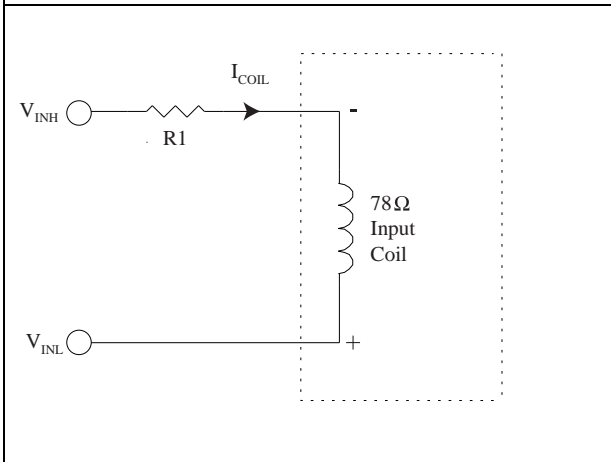 I_COIL
V_INH
-
R1
78Ω
Input
Coil
V_INL
+